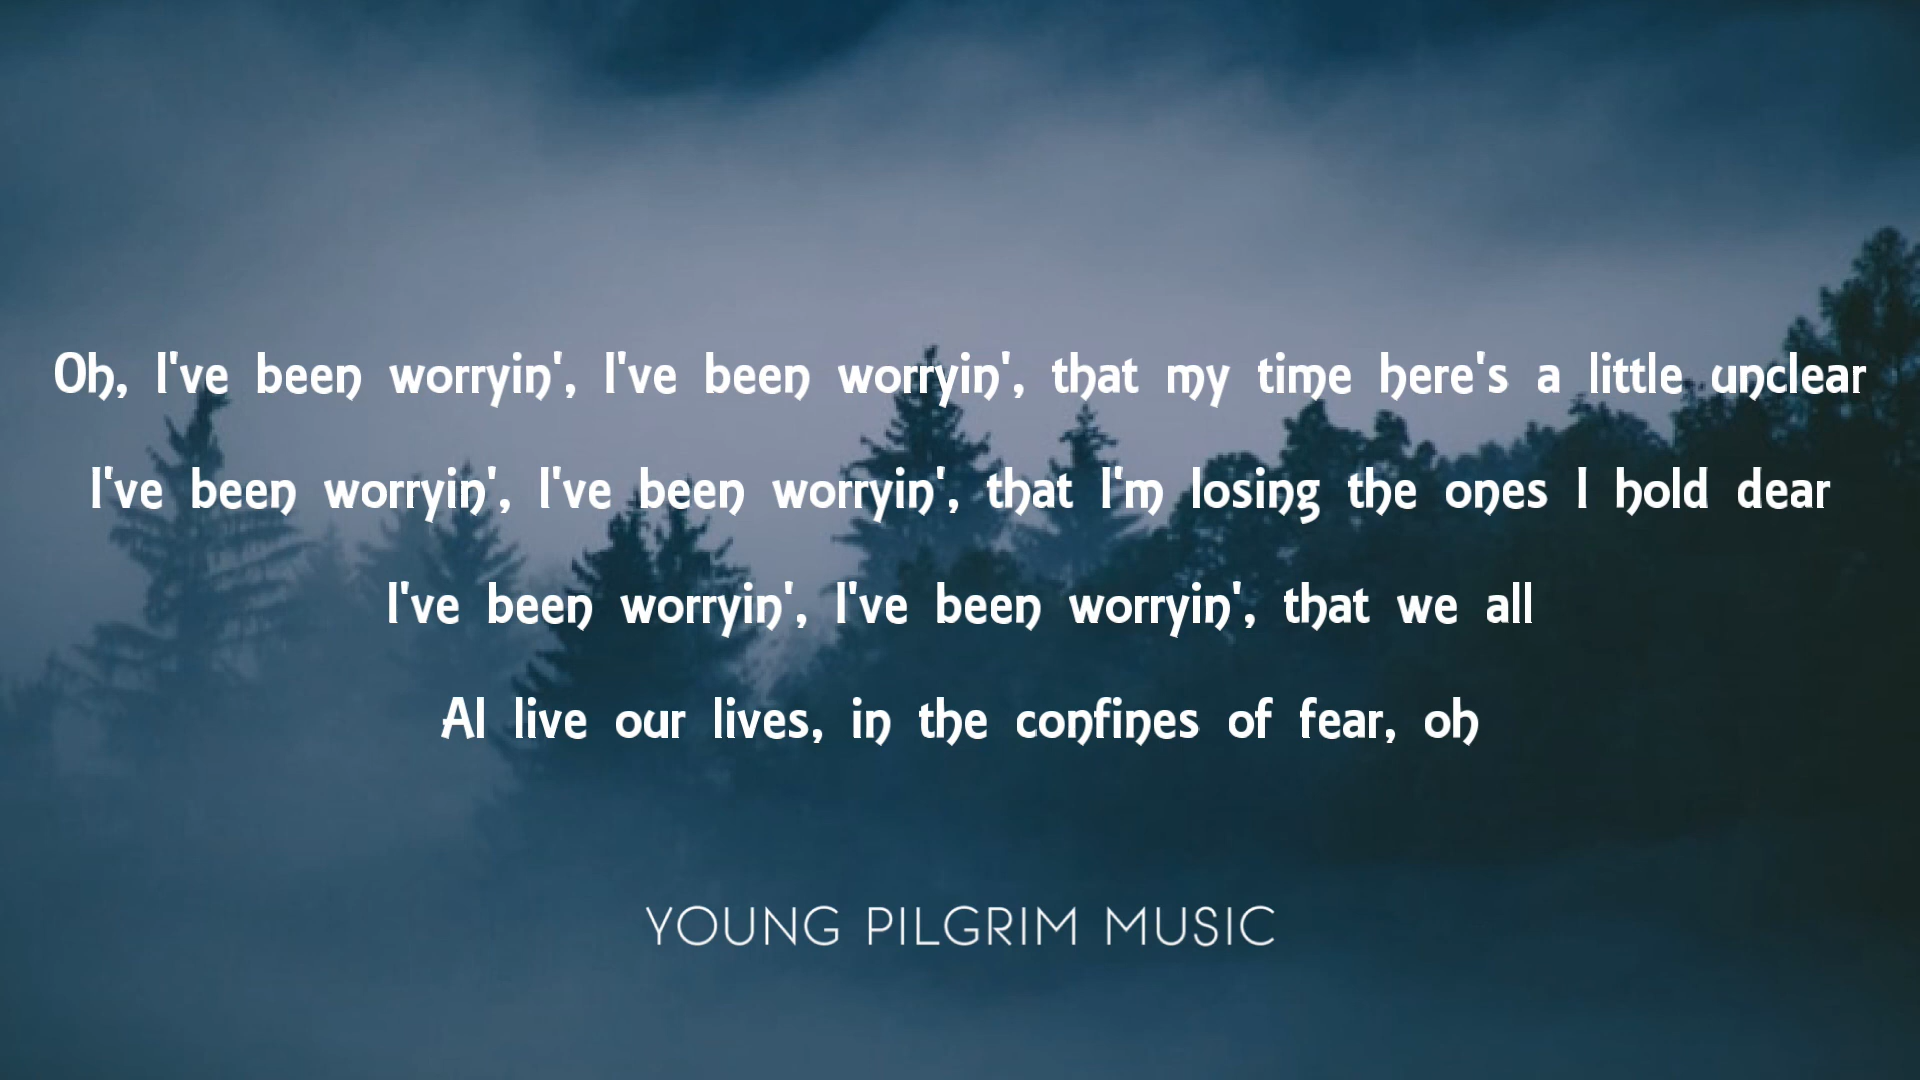 Oh, I've been worryin', I've been worryin', that my time here's a little unclear
I've been worryin', I've been worryin', that I'm losing the ones I hold dear
I've been worryin', I've been worryin', that we all
Al live our lives, in the confines of fear, oh
YOUNG PILGRIM MUSIC